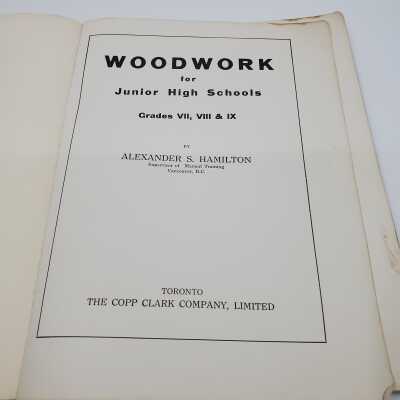 WOODWORK
for
Junior High Schools
Grades VII, VIII & IX
BY
ALEXANDER S. HAMILTON
Supervisor of Manual Training
Vancouver, B.C.
TORONTO
THE COPP CLARK COMPANY, LIMITED